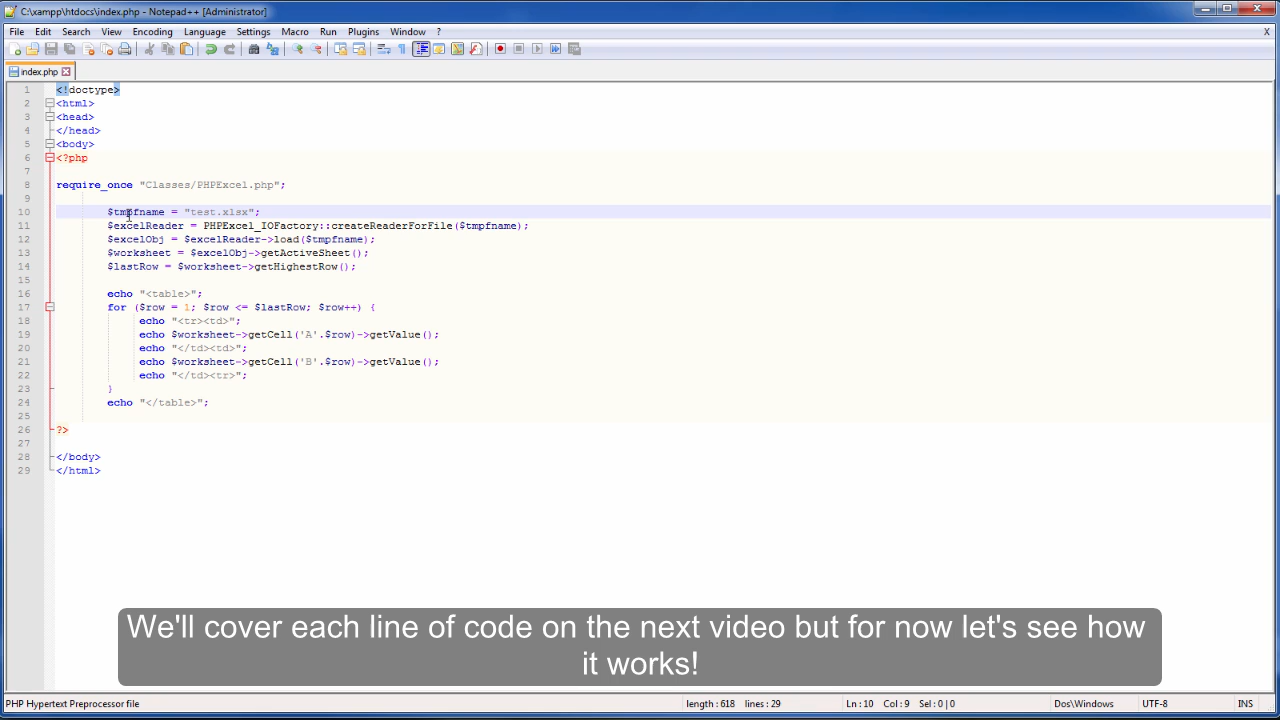 C:\xampp\htdocs\index.php - Notepad++ [Administrator]
File Edit Search View Encoding Language Settings Macro Run Plugins Window ? X
index.php
1 <!doctype>
2 <html>
3 <head>
4 </head>
5 <body>
6 <?php
7
8 require_once "Classes/PHPExcel.php";
9
10 $tmpfname = "test.xlsx";
11 $excelReader = PHPExcel_IOFactory::createReaderForFile($tmpfname);
12 $excelObj = $excelReader->load($tmpfname);
13 $worksheet = $excelObj->getActiveSheet();
14 $lastRow = $worksheet->getHighestRow();
15
16 echo "<table>";
17 for ($row = 1; $row <= $lastRow; $row++) {
18 echo "<tr><td>";
19 echo $worksheet->getCell('A'.$row)->getValue();
20 echo "</td><td>";
21 echo $worksheet->getCell('B'.$row)->getValue();
22 echo "</td><tr>";
23 }
24 echo "</table>";
25
26 ?>
27
28 </body>
29 </html>
We'll cover each line of code on the next video but for now let's see how
it works!
PHP Hypertext Preprocessor file length : 618 lines : 29 Ln : 10 Col : 9 Sel : 0 | 0 Dos\Windows UTF-8 INS